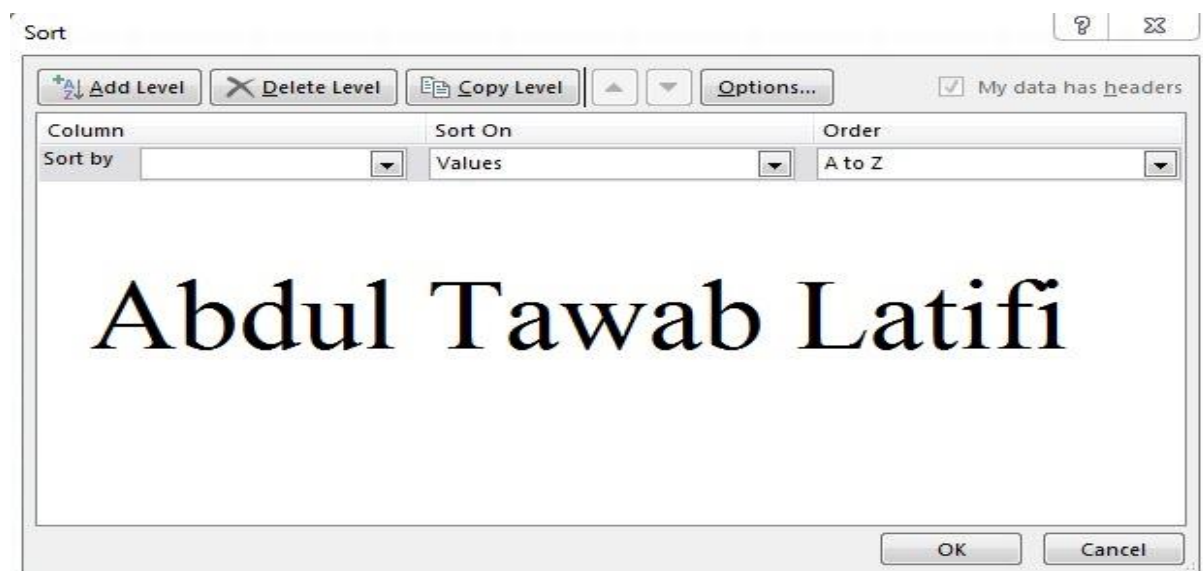 Sort
Add Level Delete Level Copy Level Options... My data has headers
Column Sort On Order
Sort by Values A to Z
Abdul Tawab Latifi
OK Cancel